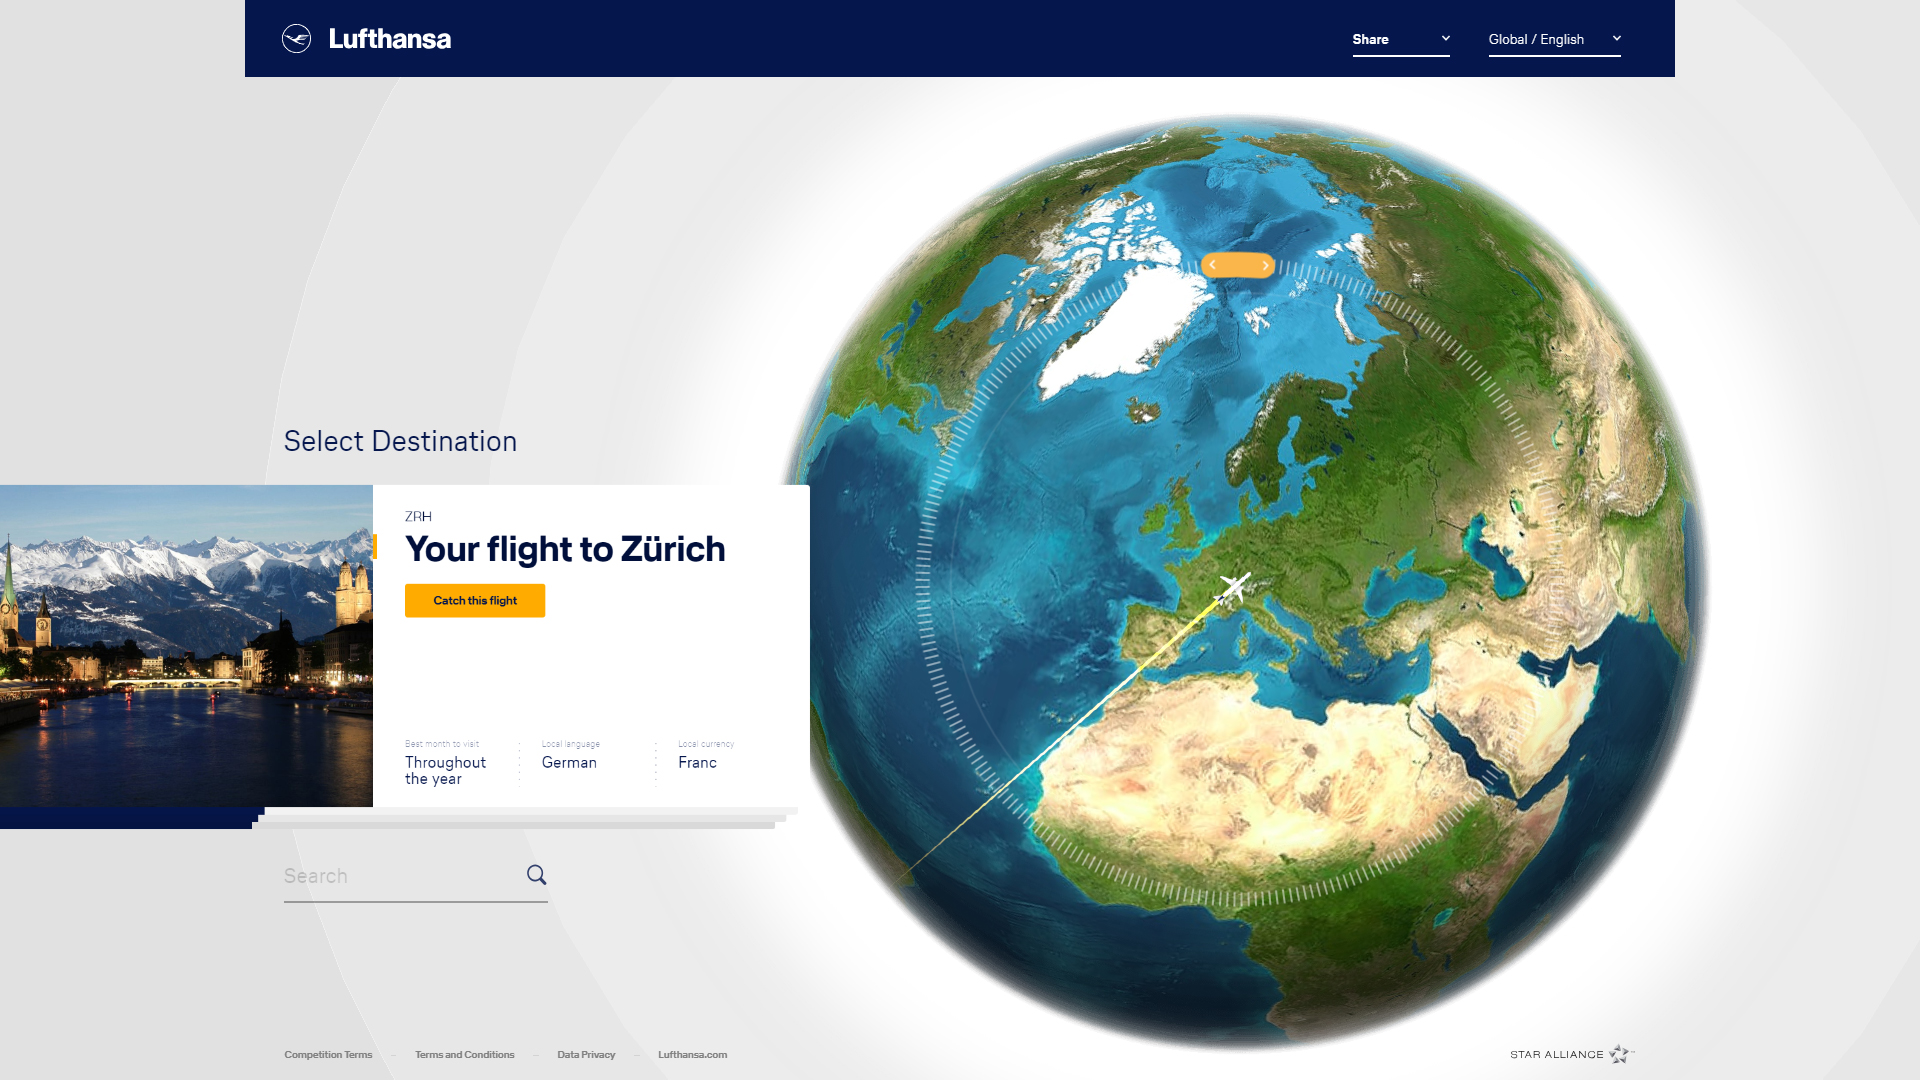 Lufthansa
Share
Global / English
Select Destination
ZRH
Your flight to Zürich
Catch this flight
Best month to visit
Throughout
the year
Local language
German
Local currency
Franc
Search
Competition Terms – Terms and Conditions – Data Privacy – Lufthansa.com
STAR ALLIANCE